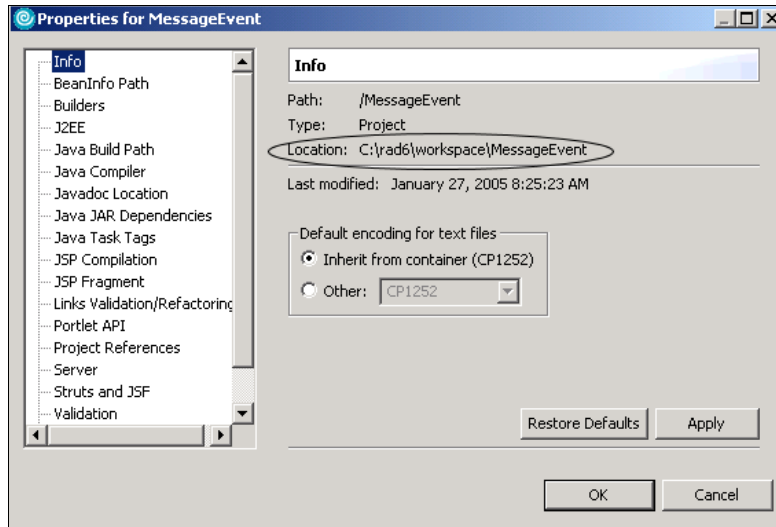 Properties for MessageEvent
Info
BeanInfo Path
Builders
J2EE
Java Build Path
Java Compiler
Javadoc Location
Java JAR Dependencies
Java Task Tags
JSP Compilation
JSP Fragment
Links Validation/Refactoring
Portlet API
Project References
Server
Struts and JSF
Validation
Info
Path: /MessageEvent
Type: Project
Location: C:\rad6\workspace\MessageEvent
Last modified: January 27, 2005 8:25:23 AM
Default encoding for text files
Inherit from container (CP1252)
Other: CP1252
Restore Defaults Apply
OK Cancel